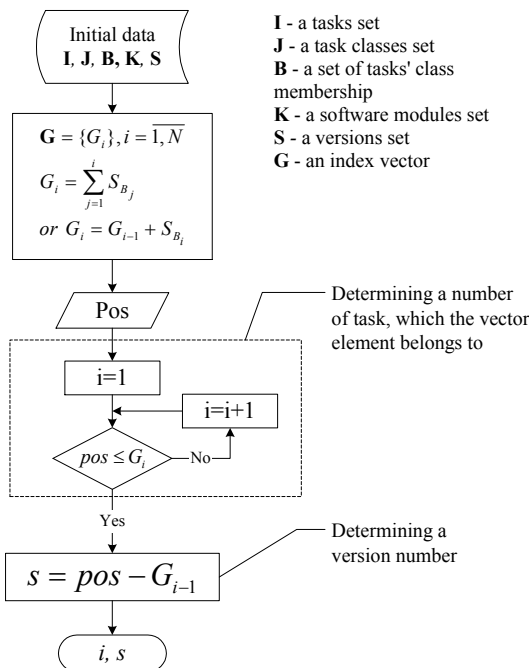 Initial data
I, J, B, K, S
I - a tasks set
J - a task classes set
B - a set of tasks' class
membership
K - a software modules set
S - a versions set
G - an index vector
G = {G_i}, i = \overline{1, N}
G_i = \sum_{j=1}^{i} S_{B_j}
or G_i = G_{i-1} + S_{B_i}
Pos
Determining a number
of task, which the vector
element belongs to
i=1
i=i+1
pos ≤ G_i
No
Yes
Determining a
version number
s = pos − G_{i−1}
i, s